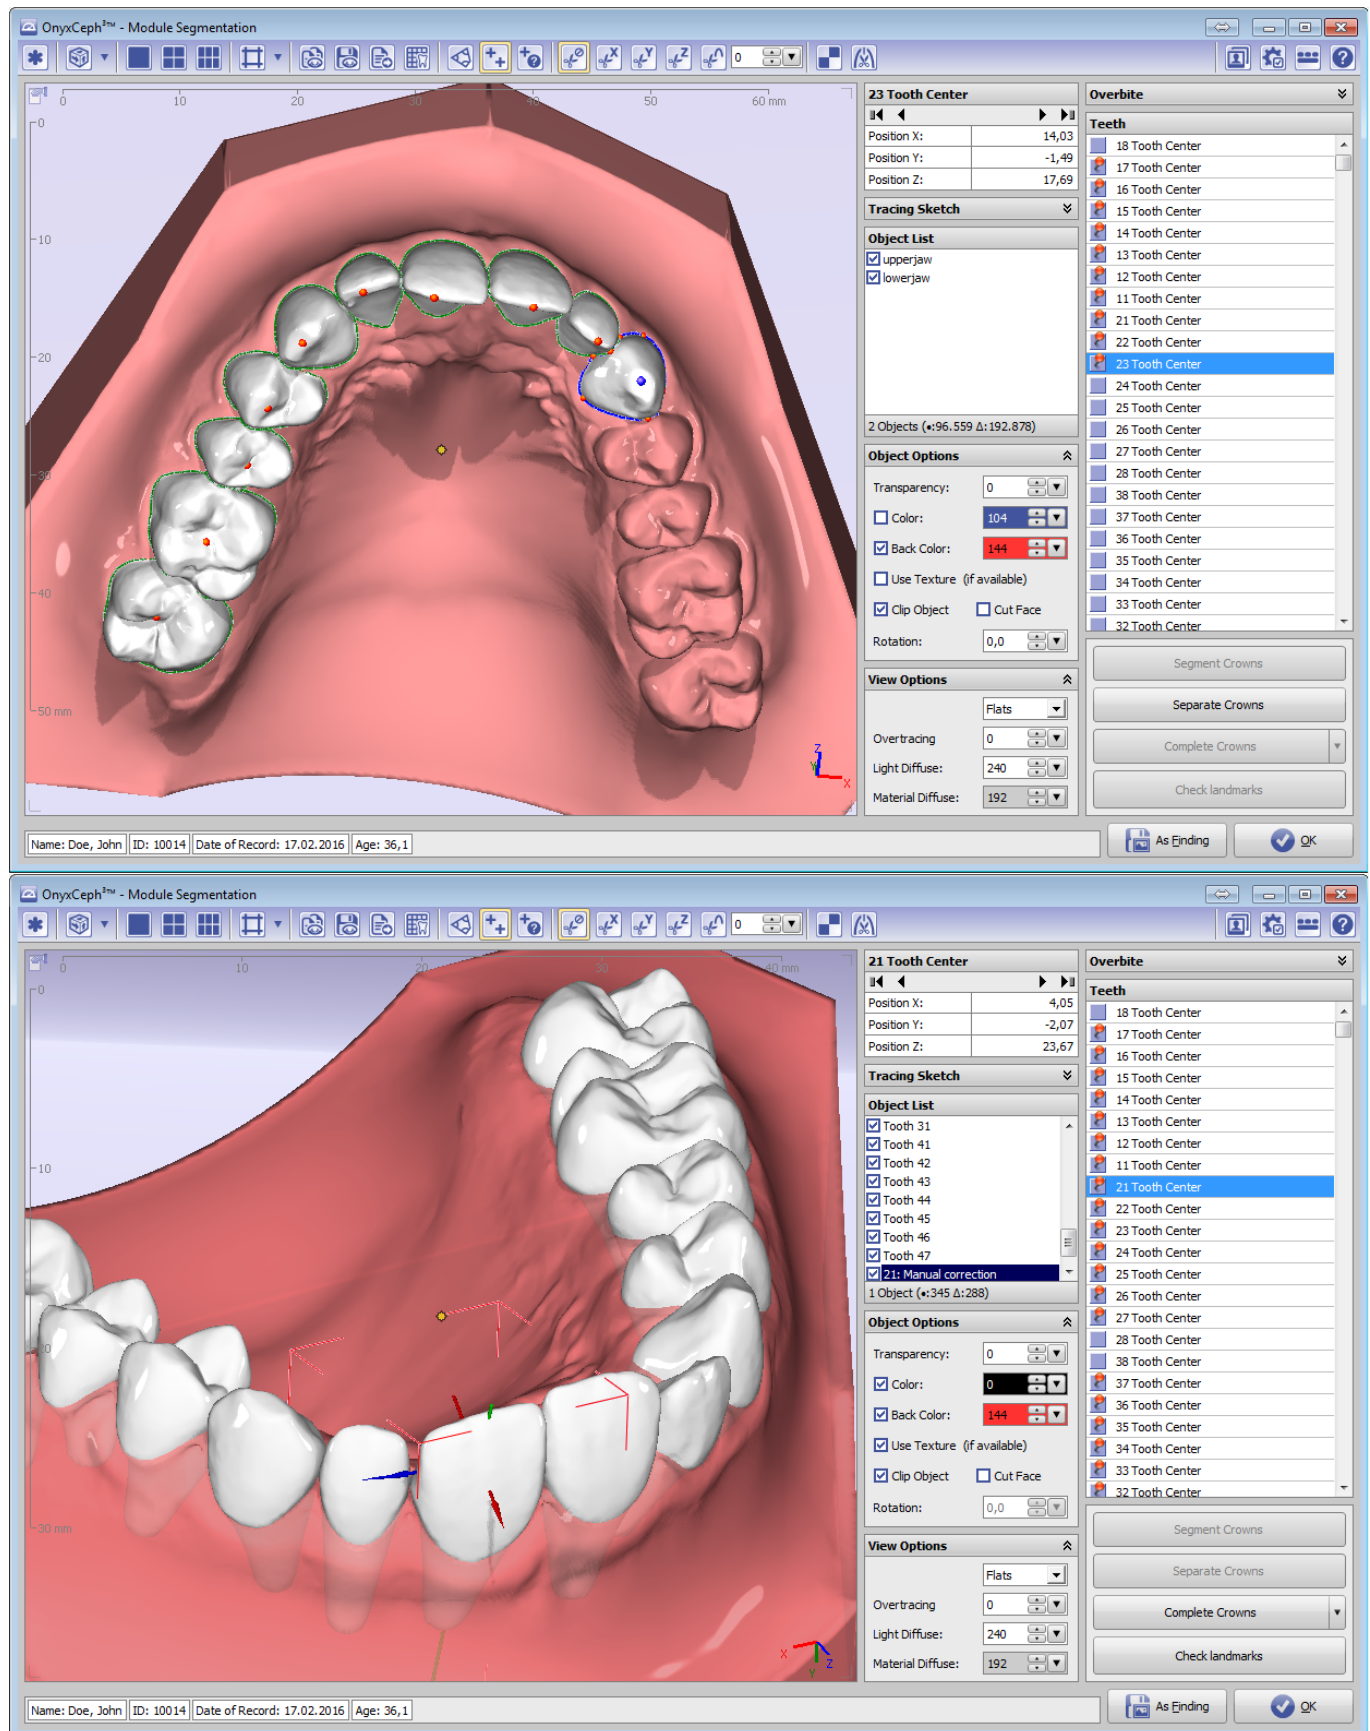 OnyxCeph³™ - Module Segmentation
0
0 10 20 30 40 50 60 mm
0
10
20
30
40
50 mm
Z
Y
X
23 Tooth Center
Position X: 14,03
Position Y: -1,49
Position Z: 17,69
Tracing Sketch
Object List
upperjaw
lowerjaw
2 Objects (•:96.559 Δ:192.878)
Object Options
Transparency: 0
Color: 104
Back Color: 144
Use Texture (if available)
Clip Object Cut Face
Rotation: 0,0
View Options
Flats
Overtracing 0
Light Diffuse: 240
Material Diffuse: 192
Overbite
Teeth
18 Tooth Center
17 Tooth Center
16 Tooth Center
15 Tooth Center
14 Tooth Center
13 Tooth Center
12 Tooth Center
11 Tooth Center
21 Tooth Center
22 Tooth Center
23 Tooth Center
24 Tooth Center
25 Tooth Center
26 Tooth Center
27 Tooth Center
28 Tooth Center
38 Tooth Center
37 Tooth Center
36 Tooth Center
35 Tooth Center
34 Tooth Center
33 Tooth Center
32 Tooth Center
Segment Crowns
Separate Crowns
Complete Crowns
Check landmarks
Name: Doe, John ID: 10014 Date of Record: 17.02.2016 Age: 36,1
As Finding OK
OnyxCeph³™ - Module Segmentation
0
0 10 20 30 40 mm
0
10
20
30 mm
X
Y
Z
21 Tooth Center
Position X: 4,05
Position Y: -2,07
Position Z: 23,67
Tracing Sketch
Object List
Tooth 31
Tooth 41
Tooth 42
Tooth 43
Tooth 44
Tooth 45
Tooth 46
Tooth 47
21: Manual correction
1 Object (•:345 Δ:288)
Object Options
Transparency: 0
Color: 0
Back Color: 144
Use Texture (if available)
Clip Object Cut Face
Rotation: 0,0
View Options
Flats
Overtracing 0
Light Diffuse: 240
Material Diffuse: 192
Overbite
Teeth
18 Tooth Center
17 Tooth Center
16 Tooth Center
15 Tooth Center
14 Tooth Center
13 Tooth Center
12 Tooth Center
11 Tooth Center
21 Tooth Center
22 Tooth Center
23 Tooth Center
24 Tooth Center
25 Tooth Center
26 Tooth Center
27 Tooth Center
28 Tooth Center
38 Tooth Center
37 Tooth Center
36 Tooth Center
35 Tooth Center
34 Tooth Center
33 Tooth Center
32 Tooth Center
Segment Crowns
Separate Crowns
Complete Crowns
Check landmarks
Name: Doe, John ID: 10014 Date of Record: 17.02.2016 Age: 36,1
As Finding OK